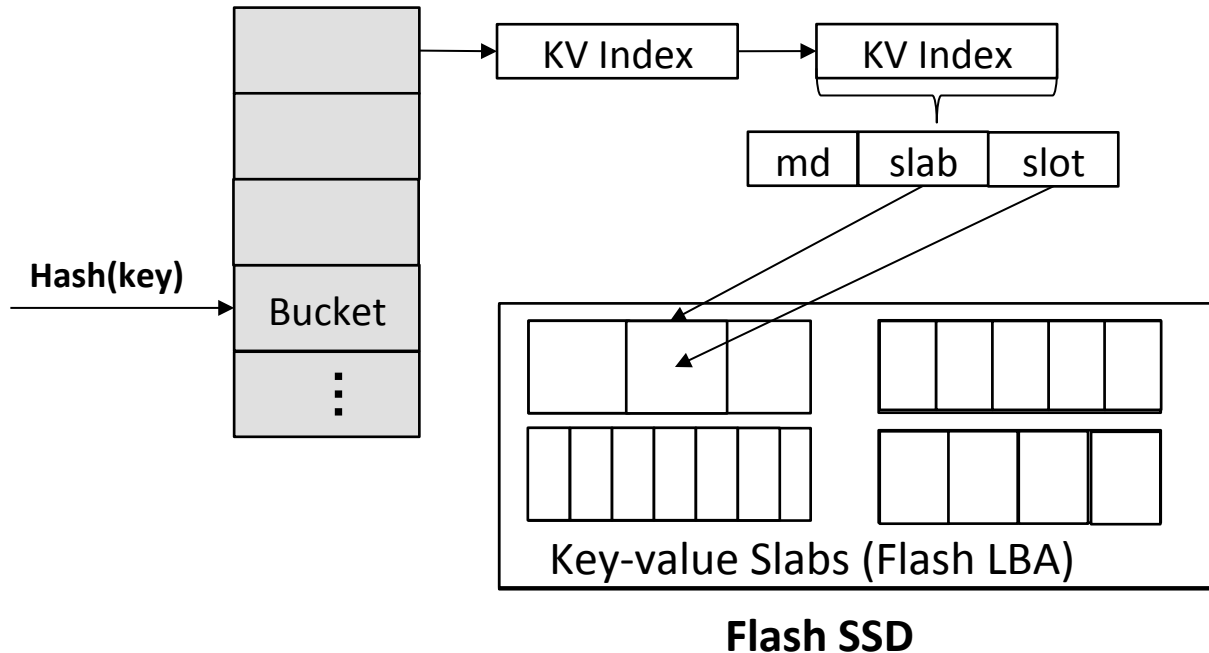 KV Index
KV Index
md
slab
slot
Hash(key)
Bucket
⋮
Key-value Slabs (Flash LBA)
Flash SSD